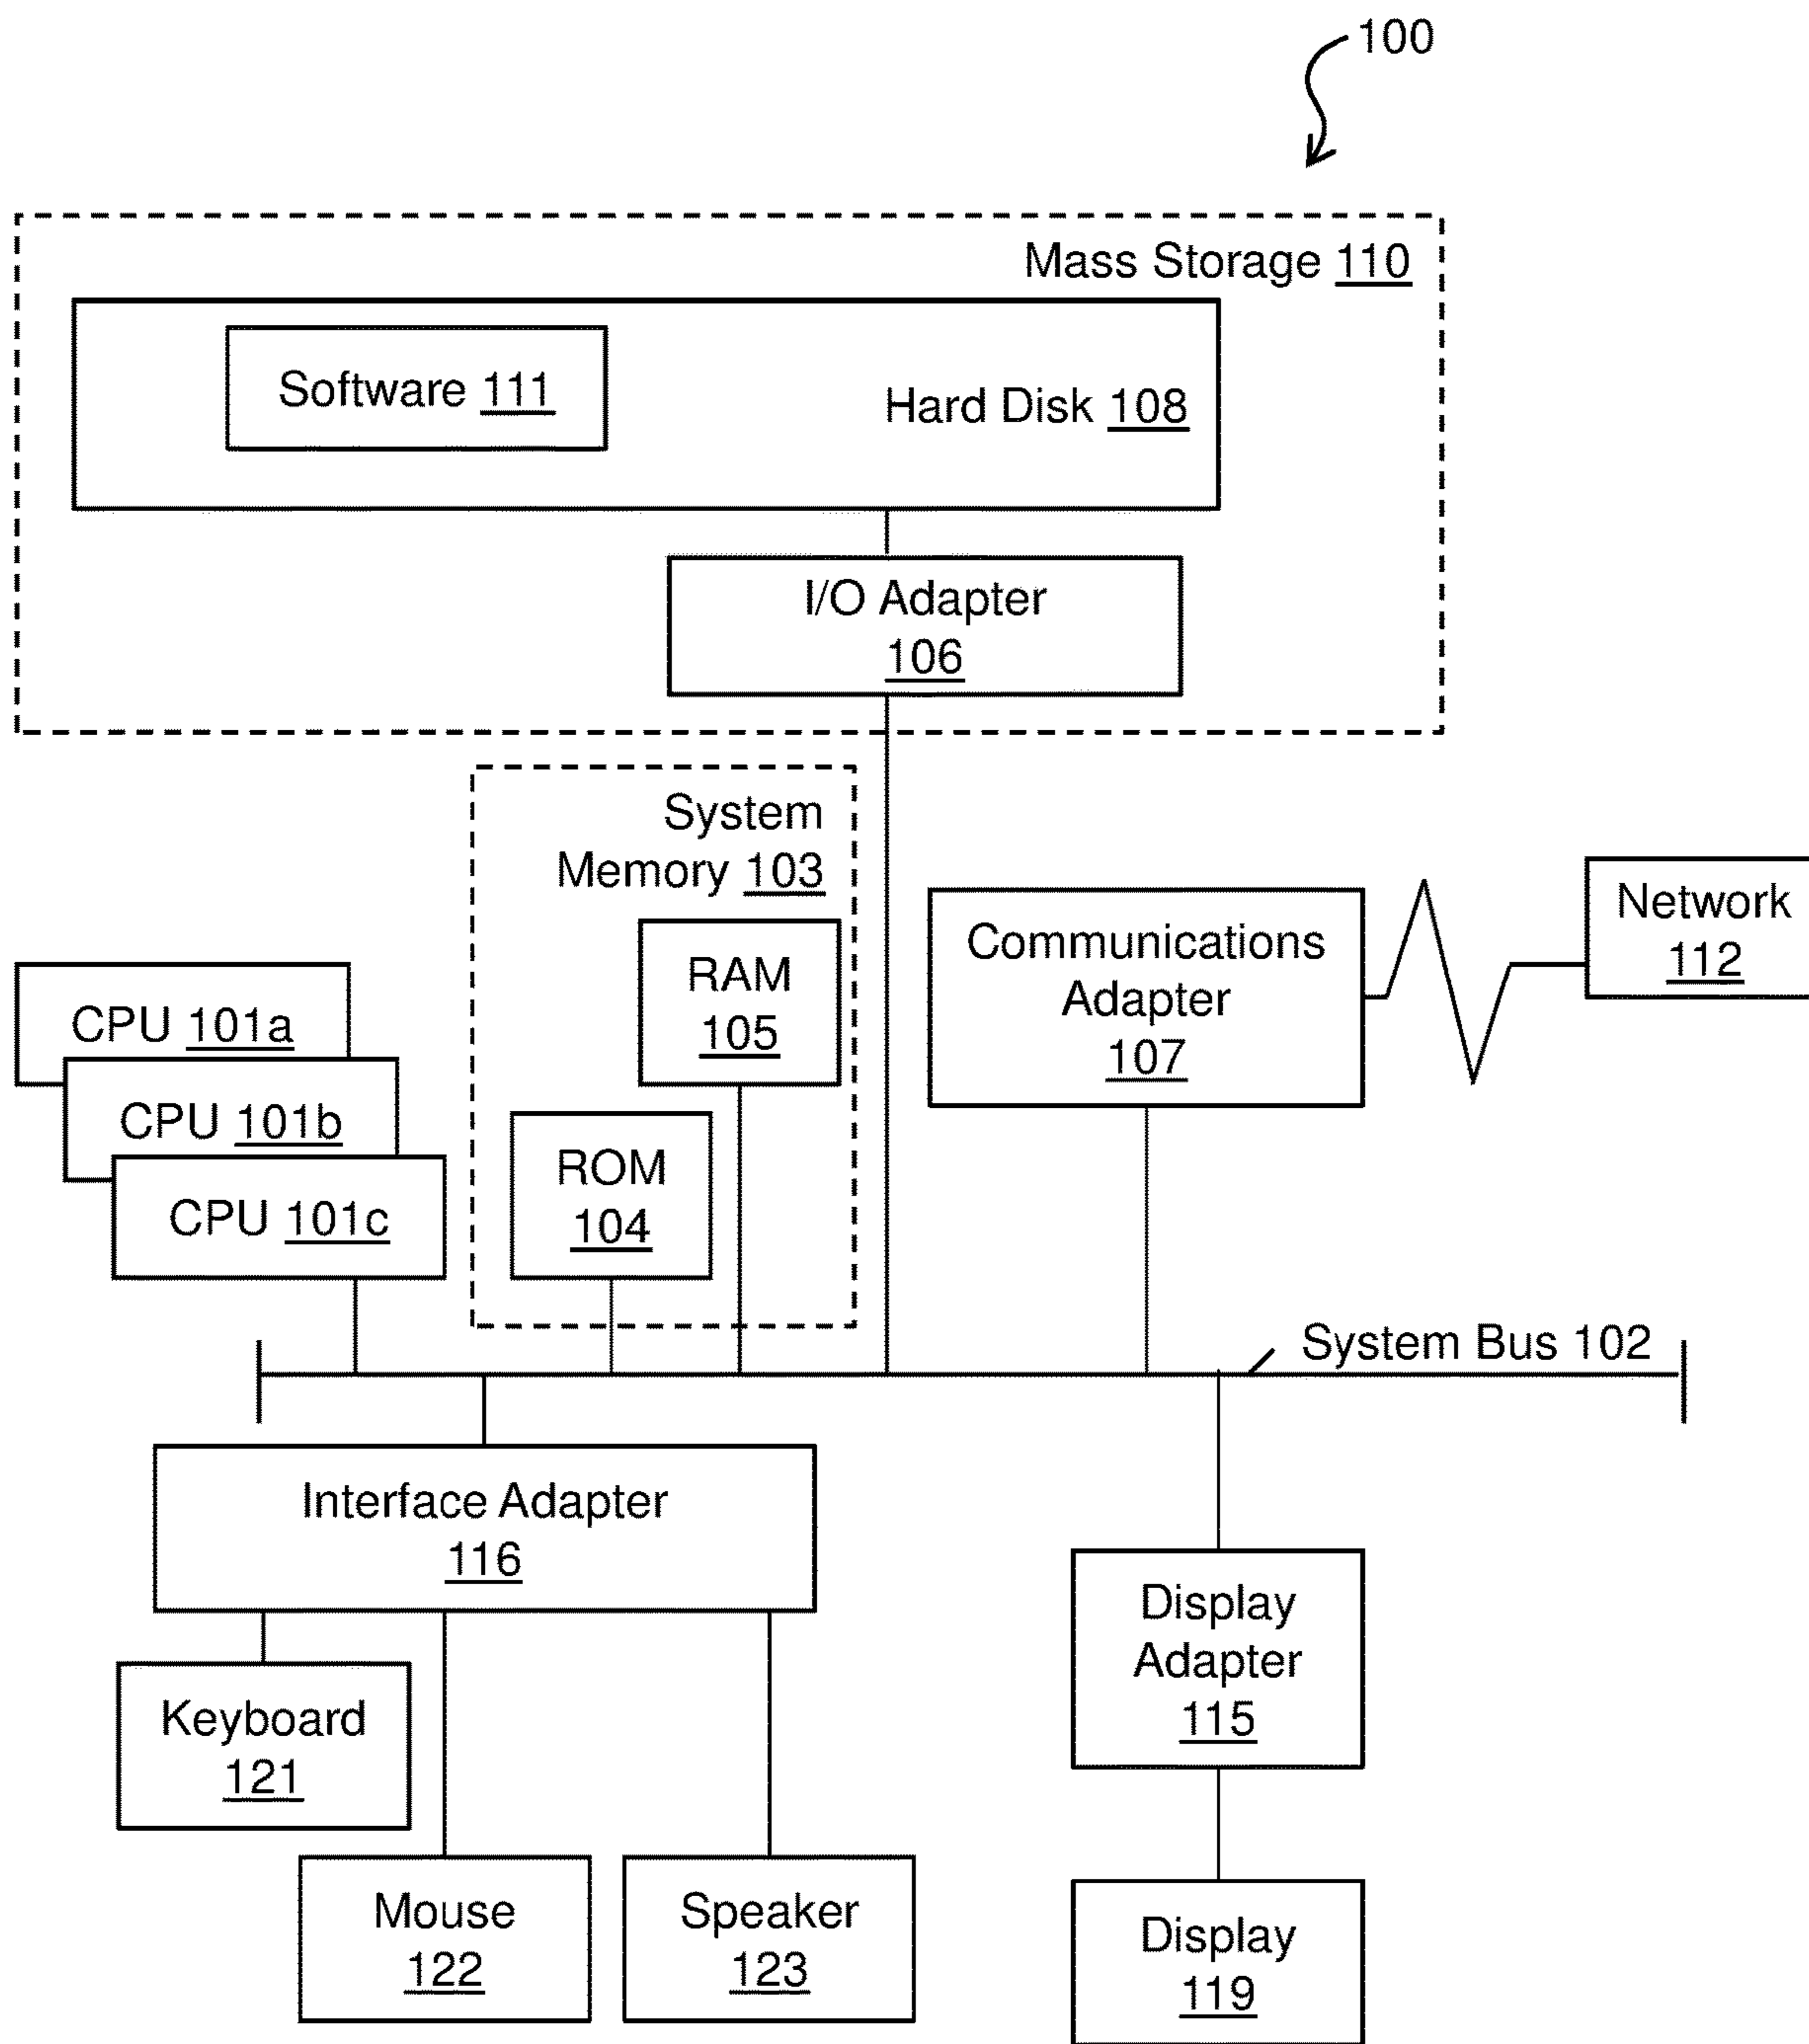 100
Mass Storage 110
Software 111
Hard Disk 108
I/O Adapter
106
System
Memory 103
RAM
105
ROM
104
CPU 101a
CPU 101b
CPU 101c
Communications
Adapter
107
Network
112
System Bus 102
Interface Adapter
116
Keyboard
121
Mouse
122
Speaker
123
Display
Adapter
115
Display
119